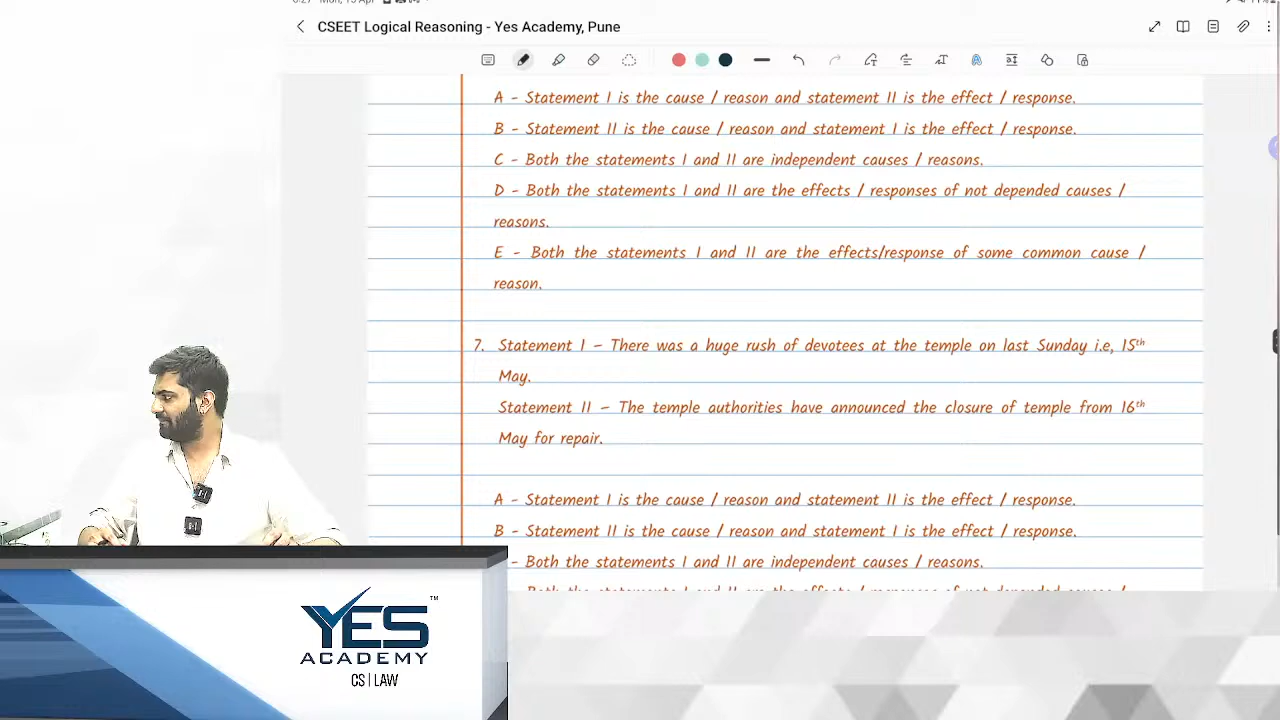 CSEET Logical Reasoning - Yes Academy, Pune
A - Statement I is the cause / reason and statement II is the effect / response.
B - Statement II is the cause / reason and statement I is the effect / response.
C - Both the statements I and II are independent causes / reasons.
D - Both the statements I and II are the effects / responses of not depended causes /
reasons.
E - Both the statements I and II are the effects/response of some common cause /
reason.
7. Statement I – There was a huge rush of devotees at the temple on last Sunday i.e, 15th
May.
Statement II – The temple authorities have announced the closure of temple from 16th
May for repair.
A - Statement I is the cause / reason and statement II is the effect / response.
B - Statement II is the cause / reason and statement I is the effect / response.
- Both the statements I and II are independent causes / reasons.
YES
TM
ACADEMY
CS | LAW